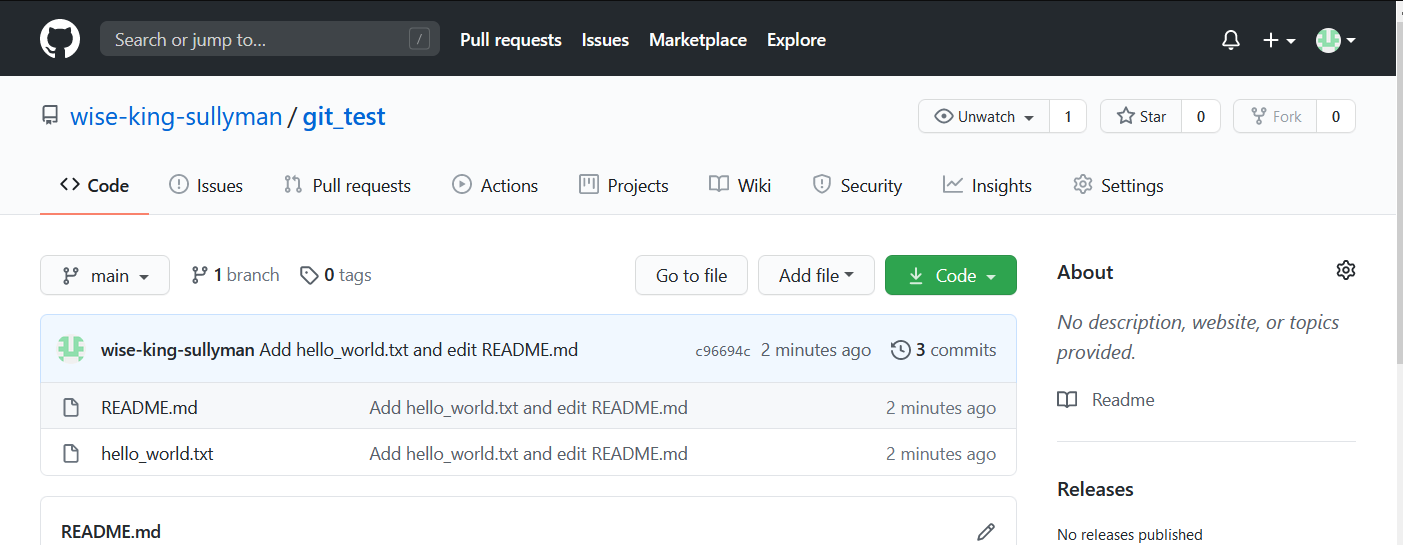 Search or jump to... / Pull requests Issues Marketplace Explore
wise-king-sullyman / git_test Unwatch 1 Star 0 Fork 0
Code Issues Pull requests Actions Projects Wiki Security Insights Settings
main 1 branch 0 tags Go to file Add file Code
wise-king-sullyman Add hello_world.txt and edit README.md c96694c 2 minutes ago 3 commits
README.md Add hello_world.txt and edit README.md 2 minutes ago
hello_world.txt Add hello_world.txt and edit README.md 2 minutes ago
README.md
About
No description, website, or topics
provided.
Readme
Releases
No releases published